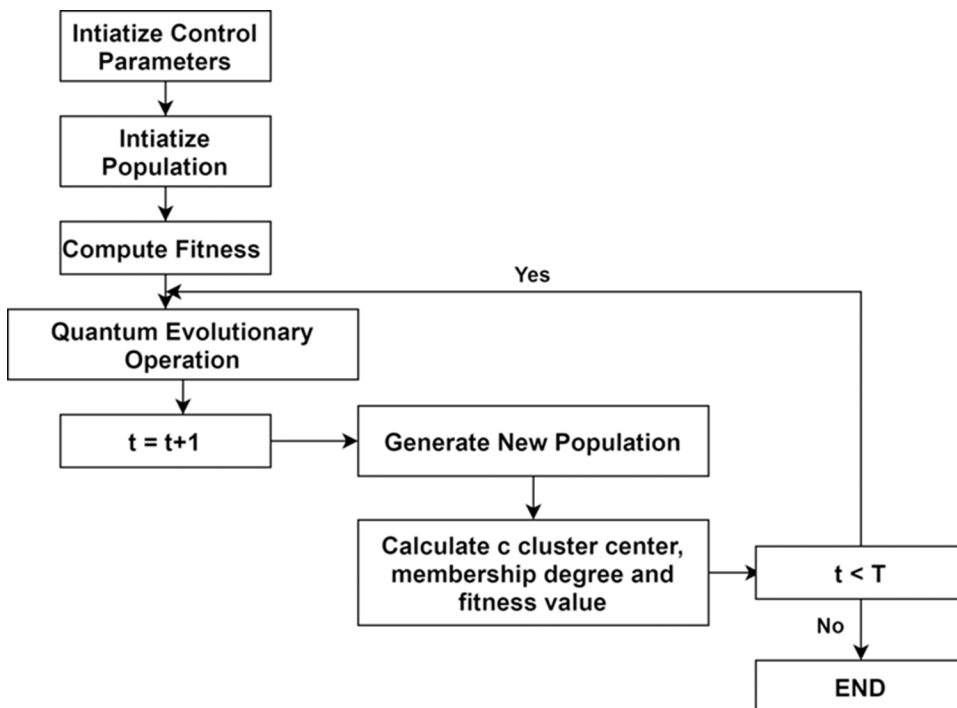 Intiatize Control
Parameters
Intiatize
Population
Compute Fitness
Yes
Quantum Evolutionary
Operation
t = t+1
Generate New Population
Calculate c cluster center,
membership degree and
fitness value
t < T
No
END